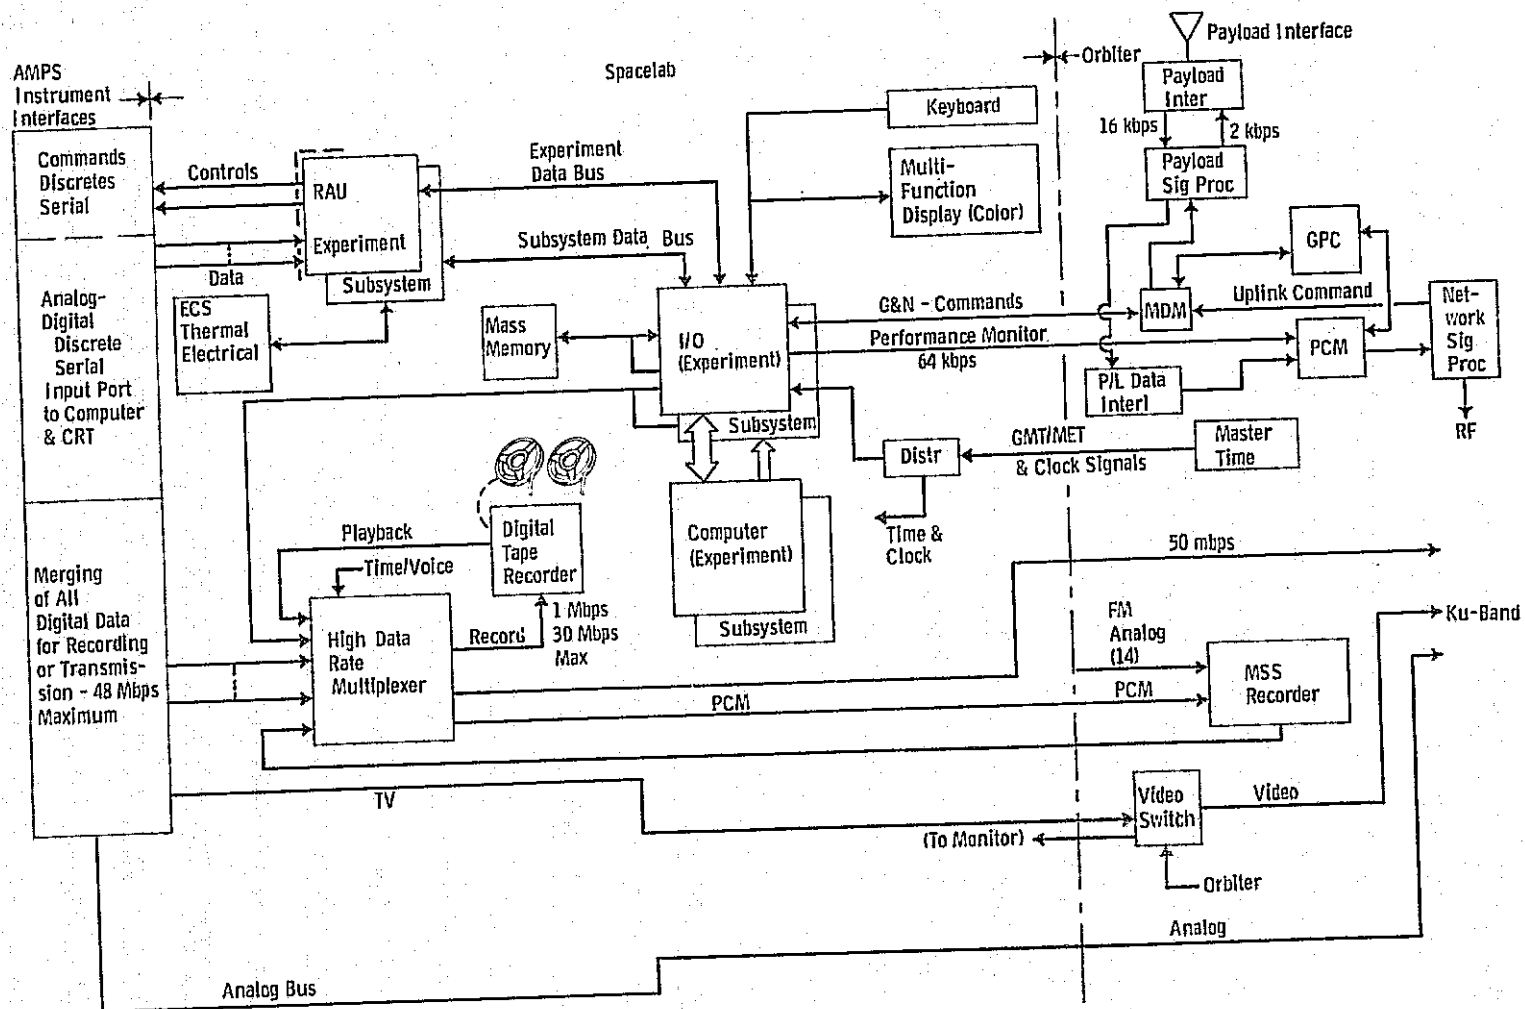 AMPS
Instrument
Interfaces
Spacelab
Orbiter
Payload Interface
Commands
Discretes
Serial
Controls
RAU
Experiment
Subsystem
Data
Experiment
Data Bus
Subsystem Data Bus
Keyboard
Multi-
Function
Display (Color)
Payload
Inter
16 kbps
2 kbps
Payload
Sig Proc
GPC
MDM
Uplink Command
Net-
work
Sig
Proc
RF
PCM
P/L Data
Interl
G&N - Commands
Performance Monitor
64 kbps
Analog-
Digital
Discrete
Serial
Input Port
to Computer
& CRT
ECS
Thermal
Electrical
Mass
Memory
I/O
(Experiment)
Subsystem
Distr
GMT/MET
& Clock Signals
Master
Time
Time &
Clock
Computer
(Experiment)
Subsystem
Playback
Time/Voice
Digital
Tape
Recorder
Record
1 Mbps
30 Mbps
Max
Merging
of All
Digital Data
for Recording
or Transmis-
sion - 48 Mbps
Maximum
High Data
Rate
Multiplexer
50 mbps
Ku-Band
FM
Analog
(14)
PCM
PCM
MSS
Recorder
TV
Video
Switch
Video
(To Monitor)
Orbiter
Analog
Analog Bus